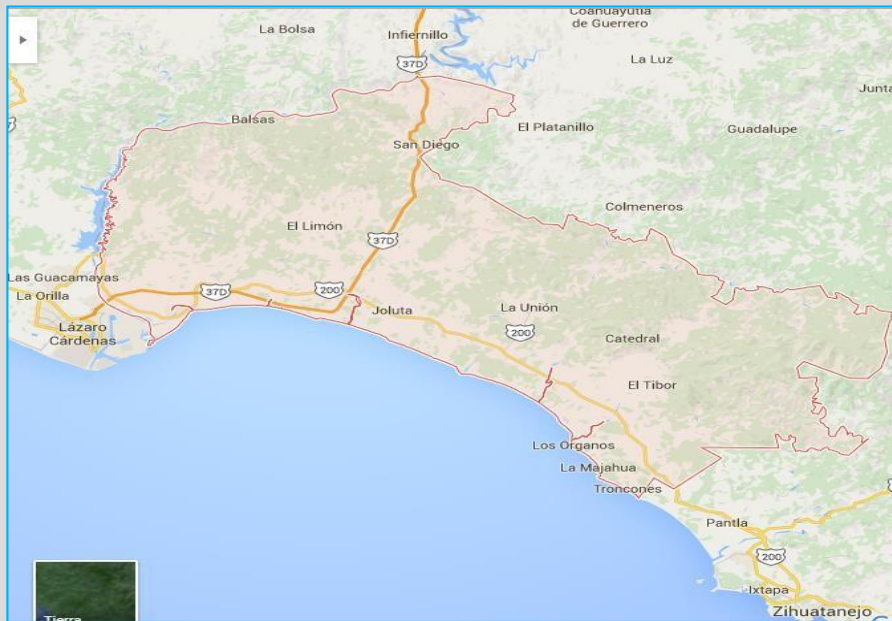 Coahuayutla
de Guerrero
La Bolsa
Infiernillo
37D
La Luz
Junta
Balsas
El Platanillo
Guadalupe
San Diego
Colmeneros
El Limón
37D
Las Guacamayas
La Orilla
37D
200
Joluta
La Unión
Lázaro
Cárdenas
200
Catedral
El Tibor
Los Órganos
La Majahua
Troncones
Pantla
200
Ixtapa
Zihuatanejo
Tierra